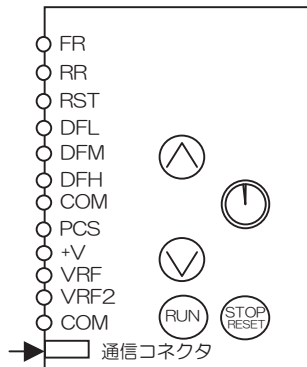 FR
RR
RST
DFL
DFM
DFH
COM
PCS
+V
VRF
VRF2
COM
RUN
STOP
RESET
通信コネクタ